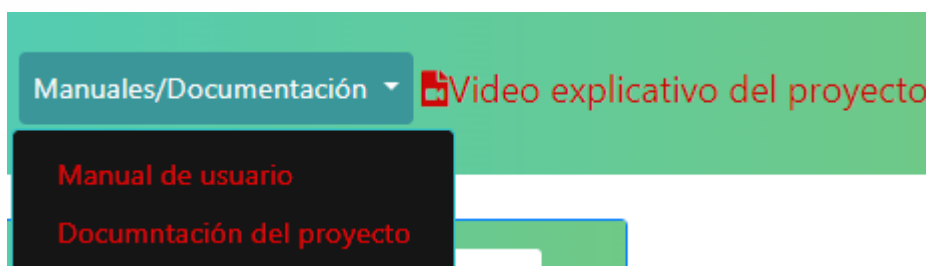 Manuales/Documentación Video explicativo del proyecto
Manual de usuario
Documntación del proyecto